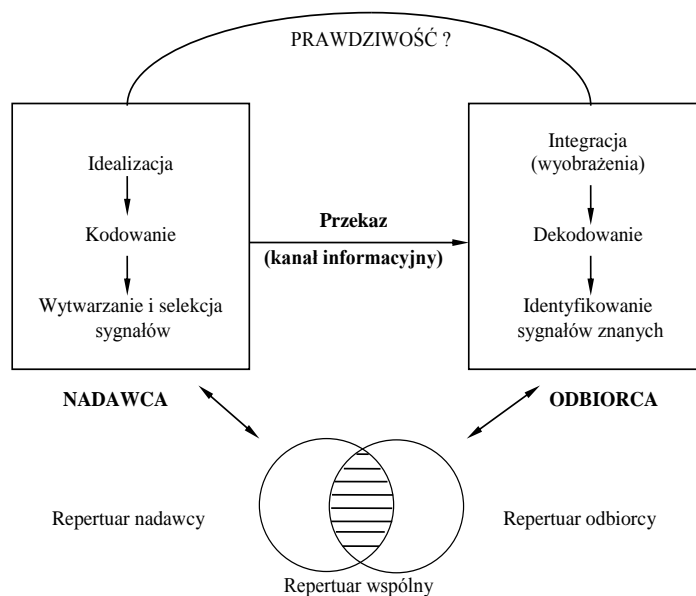 PRAWDZIWOŚĆ ?
Idealizacja
Kodowanie
Wytwarzanie i selekcja
sygnałów
Przekaz
(kanał informacyjny)
Integracja
(wyobrażenia)
Dekodowanie
Identyfikowanie
sygnałów znanych
NADAWCA
ODBIORCA
Repertuar nadawcy
Repertuar odbiorcy
Repertuar wspólny